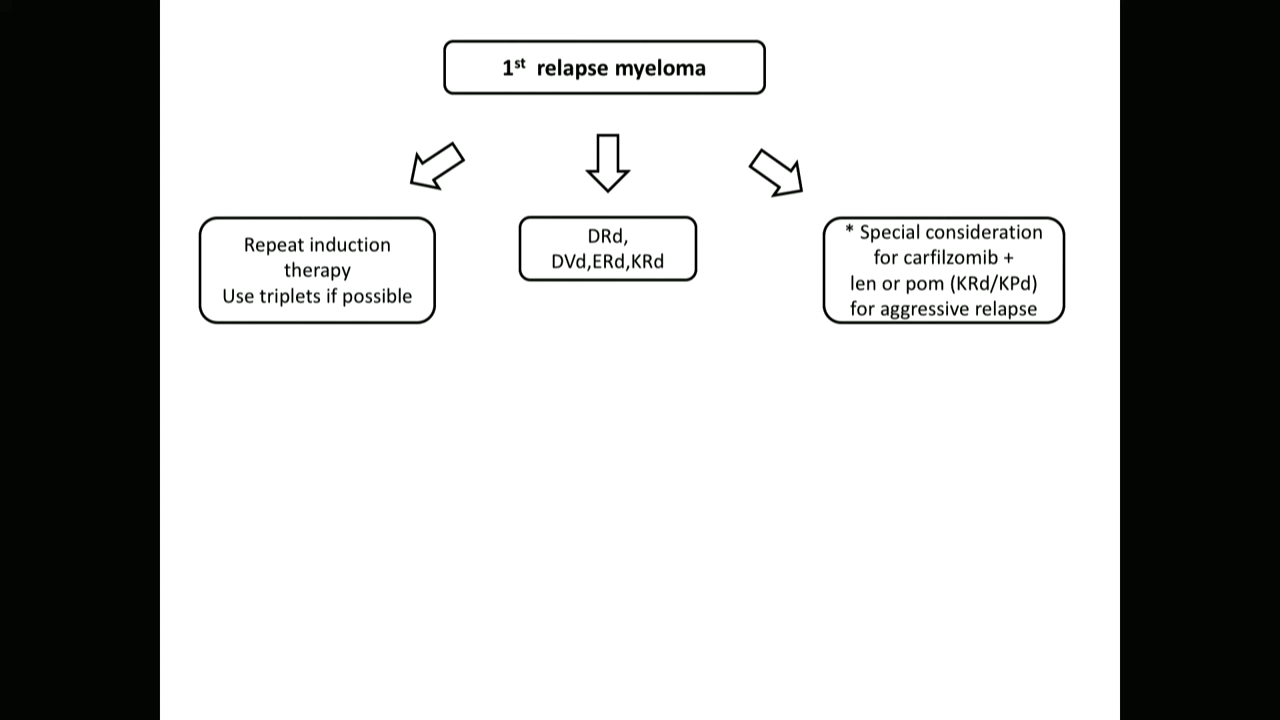 1st relapse myeloma
Repeat induction
therapy
Use triplets if possible
DRd,
DVd,ERd,KRd
* Special consideration
for carfilzomib +
len or pom (KRd/KPd)
for aggressive relapse